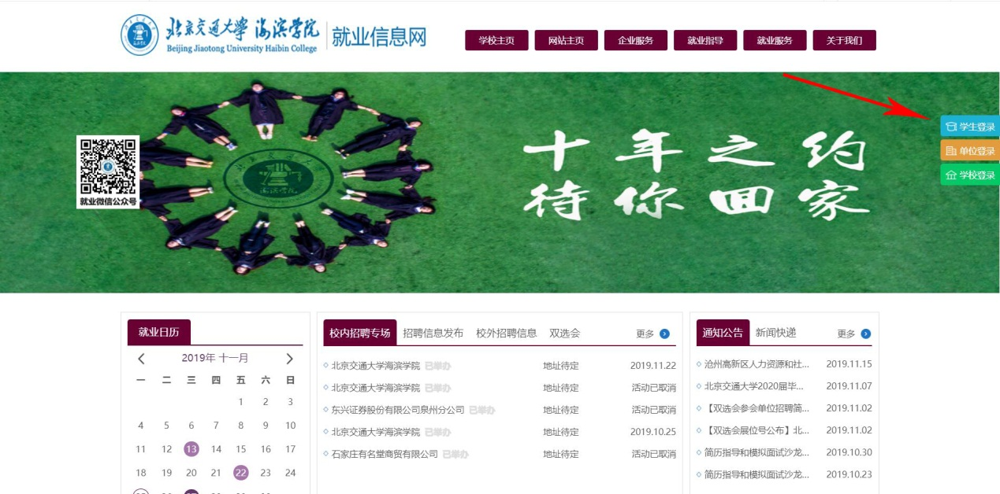 北京交通大学 海滨学院
Beijing Jiaotong University Haibin College
就业信息网
学校主页 网站主页 企业服务 就业指导 就业服务 关于我们
就业微信公众号
北京交通大学
海滨学院
十年之约
待你回家
学生登录
单位登录
学校登录
就业日历
2019年 十一月
一 二 三 四 五 六 日
1 2 3
4 5 6 7 8 9 10
11 12 13 14 15 16 17
18 19 20 21 22 23 24
校内招聘专场 招聘信息发布 校外招聘信息 双选会 更多
北京交通大学海滨学院 已举办 地址待定 2019.11.22
北京交通大学海滨学院 已举办 地址待定 活动已取消
东兴证券股份有限公司泉州分公司 已举办 地址待定 活动已取消
北京交通大学海滨学院 已举办 地址待定 2019.10.25
石家庄有名堂商贸有限公司 已举办 地址待定 活动已取消
通知公告 新闻快递 更多
沧州高新区人力资源和社... 2019.11.15
北京交通大学2020届毕... 2019.11.07
【双选会参会单位招聘简... 2019.11.02
【双选会展位号公布】北... 2019.11.02
简历指导和模拟面试沙龙... 2019.10.30
简历指导和模拟面试沙龙... 2019.10.23